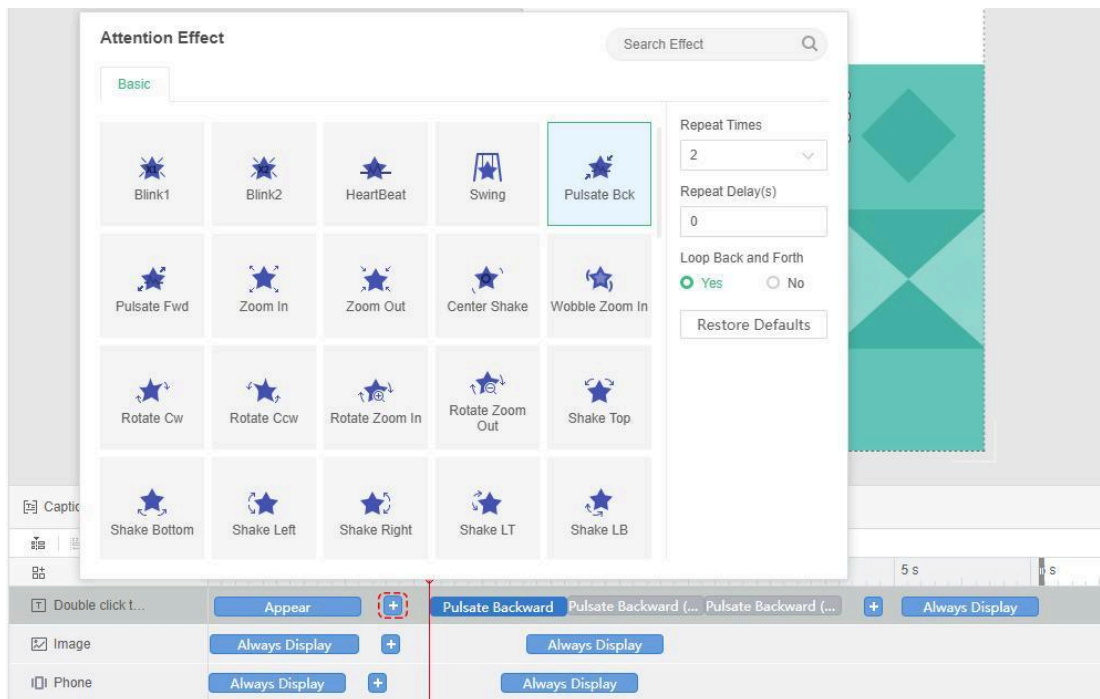 Attention Effect
Search Effect
Basic
Blink1
Blink2
HeartBeat
Swing
Pulsate Bck
Pulsate Fwd
Zoom In
Zoom Out
Center Shake
Wobble Zoom In
Rotate Cw
Rotate Ccw
Rotate Zoom In
Rotate Zoom
Out
Shake Top
Shake Bottom
Shake Left
Shake Right
Shake LT
Shake LB
Repeat Times
2
Repeat Delay(s)
0
Loop Back and Forth
Yes No
Restore Defaults
Captio
5 s
s
Double click t...
Appear + Pulsate Backward Pulsate Backward (... Pulsate Backward (... + Always Display
Image
Always Display + Always Display
Phone
Always Display + Always Display